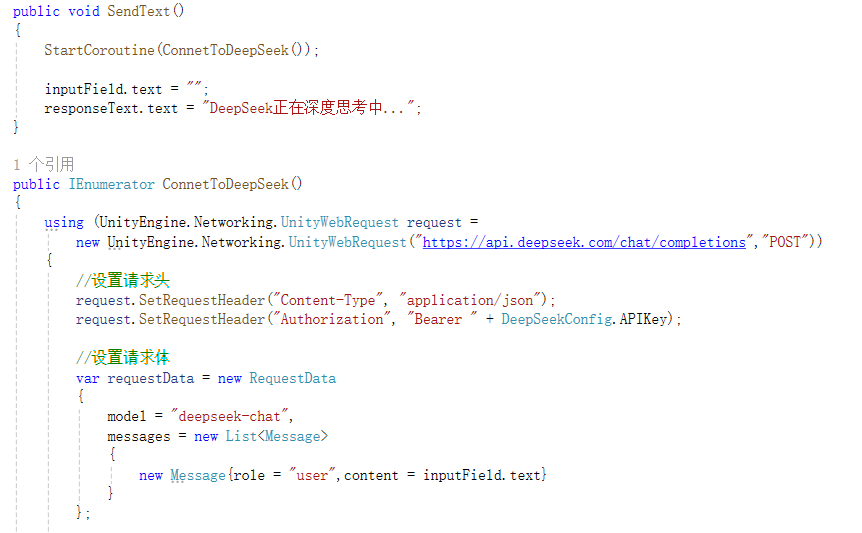 public void SendText()
{
StartCoroutine(ConnetToDeepSeek());
inputField.text = "";
responseText.text = "DeepSeek正在深度思考中...";
}
1 个引用
public IEnumerator ConnetToDeepSeek()
{
using (UnityEngine.Networking.UnityWebRequest request =
new UnityEngine.Networking.UnityWebRequest("https://api.deepseek.com/chat/completions","POST"))
{
//设置请求头
request.SetRequestHeader("Content-Type", "application/json");
request.SetRequestHeader("Authorization", "Bearer " + DeepSeekConfig.APIKey);
//设置请求体
var requestData = new RequestData
{
model = "deepseek-chat",
messages = new List<Message>
{
new Message{role = "user",content = inputField.text}
}
};